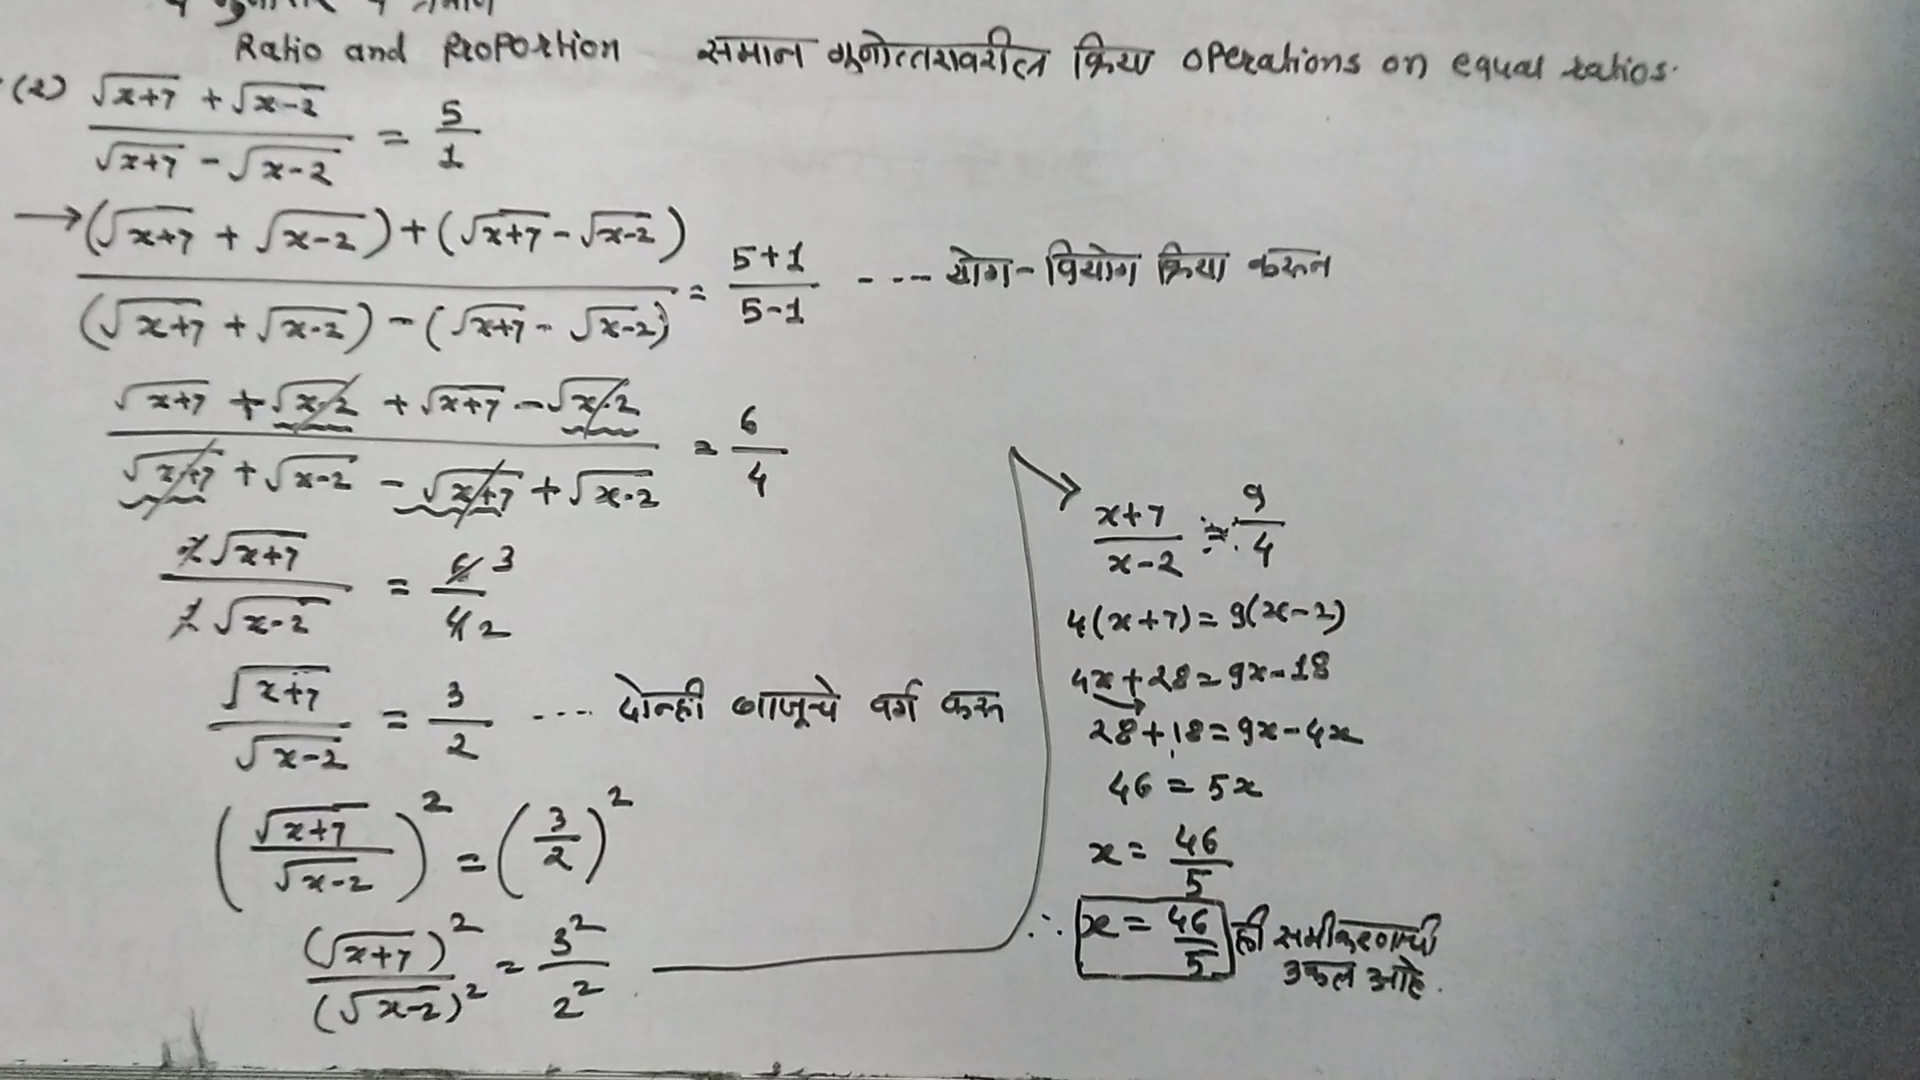 Ratio and Proportion समान गुनोत्तरावरील क्रिया operations on equal ratios.
(2) (√x+7 + √x-2) / (√x+7 - √x-2) = 5/1
→ ((√x+7 + √x-2) + (√x+7 - √x-2)) / ((√x+7 + √x-2) - (√x+7 - √x-2)) = 5+1/5-1 ---- योग-वियोग क्रिया करून
(√x+7 + √x-2 + √x+7 - √x-2) / (√x+7 + √x-2 - √x+7 + √x-2) = 6/4
2√x+7 / 2√x-2 = 6 3 / 4 2
√x+7 / √x-2 = 3/2 .... दोन्ही बाजूचे वर्ग करू
(√x+7 / √x-2)² = (3/2)²
(√x+7)² / (√x-2)² = 3²/2²
→ x+7 / x-2 = 9/4
4(x+7) = 9(x-2)
4x+28 = 9x-18
28+18 = 9x-4x
46 = 5x
x = 46/5
∴ x = 46/5 ही समीकरणाची
उकल आहे.